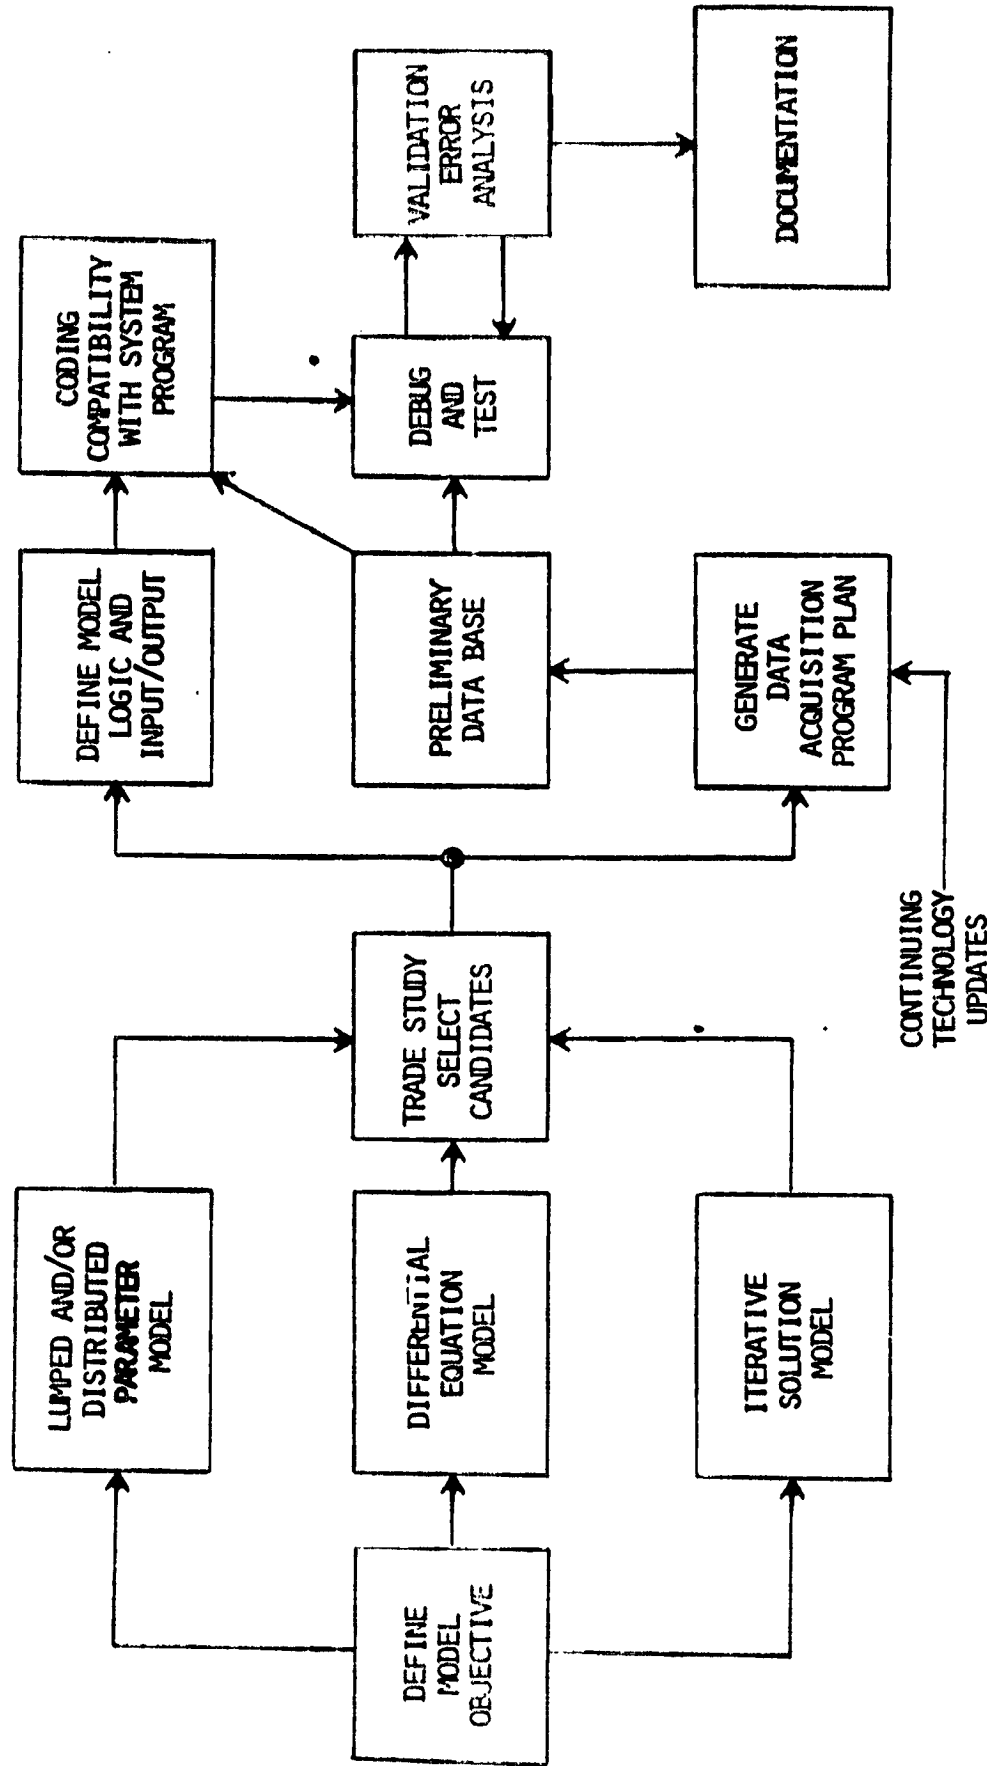 DEFINE
MODEL
OBJECTIVE
LUMPED AND/OR
DISTRIBUTED
PARAMETER
MODEL
DIFFERENTIAL
EQUATION
MODEL
ITERATIVE
SOLUTION
MODEL
TRADE STUDY
SELECT
CANDIDATES
DEFINE MODEL
LOGIC AND
INPUT/OUTPUT
PRELIMINARY
DATA BASE
GENERATE
DATA
ACQUISITION
PROGRAM PLAN
CONTINUING
TECHNOLOGY
UPDATES
CODING
COMPATIBILITY
WITH SYSTEM
PROGRAM
DEBUG
AND
TEST
VALIDATION
ERROR
ANALYSIS
DOCUMENTATION